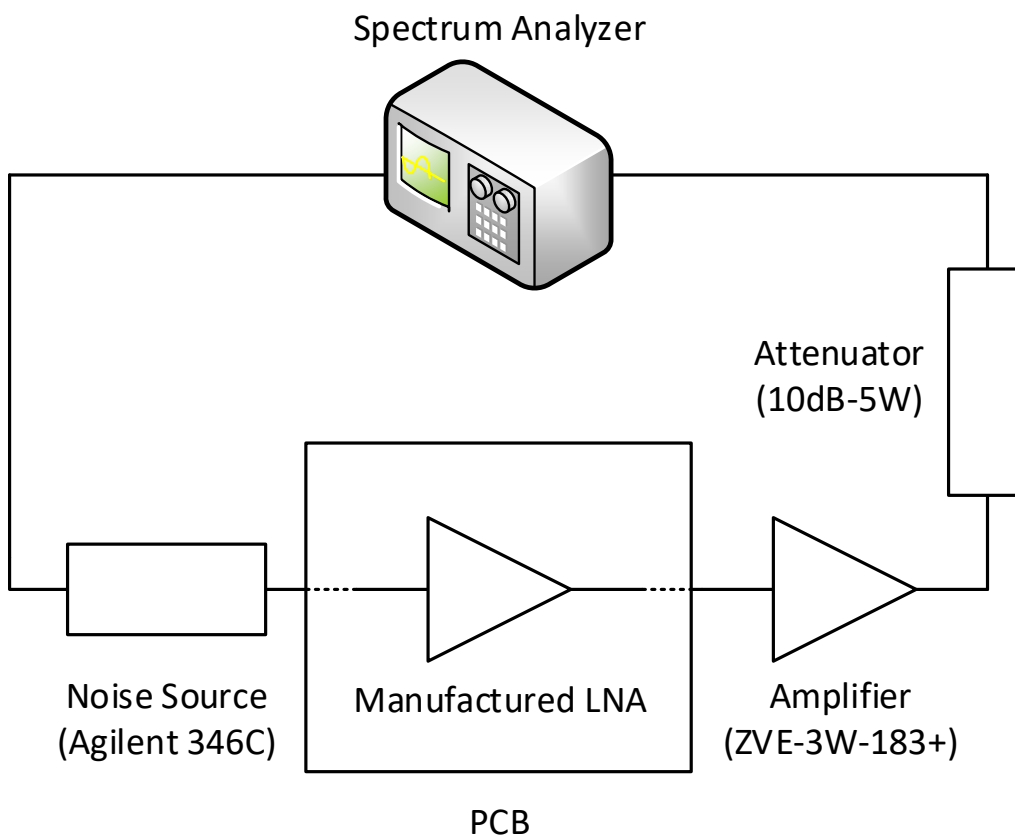 Spectrum Analyzer
Attenuator
(10dB-5W)
Noise Source
(Agilent 346C)
Manufactured LNA
Amplifier
(ZVE-3W-183+)
PCB